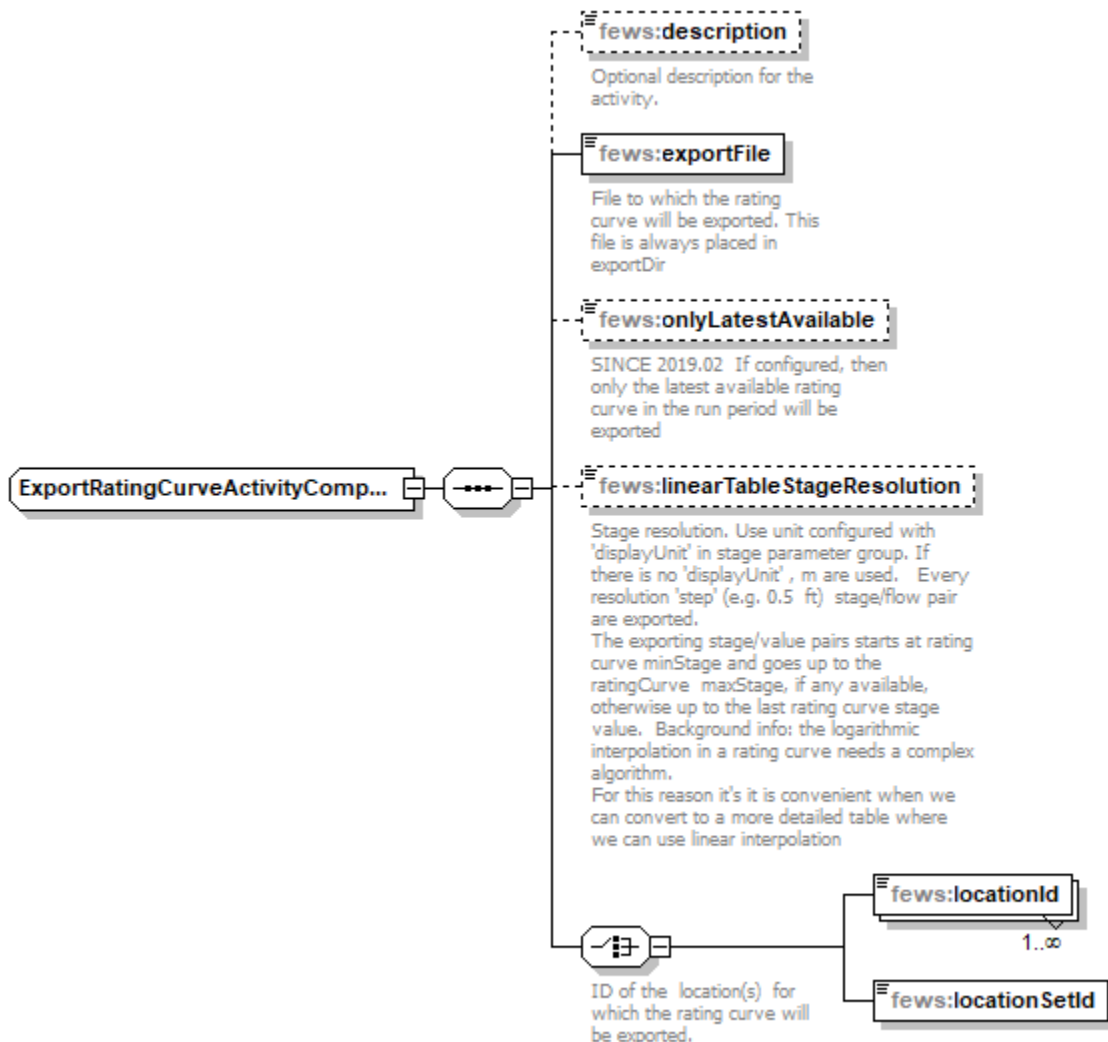 fews:description
Optional description for the
activity.
fews:exportFile
File to which the rating
curve will be exported. This
file is always placed in
exportDir
fews:onlyLatestAvailable
SINCE 2019.02  If configured, then
only the latest available rating
curve in the run period will be
exported
ExportRatingCurveActivityComp...
fews:linearTableStageResolution
Stage resolution. Use unit configured with
'displayUnit' in stage parameter group. If
there is no 'displayUnit' , m are used.   Every
resolution 'step' (e.g. 0.5  ft)  stage/flow pair
are exported.
The exporting stage/value pairs starts at rating
curve minStage and goes up to the
ratingCurve  maxStage, if any available,
otherwise up to the last rating curve stage
value.  Background info: the logarithmic
interpolation in a rating curve needs a complex
algorithm.
For this reason it's it is convenient when we
can convert to a more detailed table where
we can use linear interpolation
fews:locationId
1..∞
fews:locationSetId
ID of the  location(s)  for
which the rating curve will
be exported.